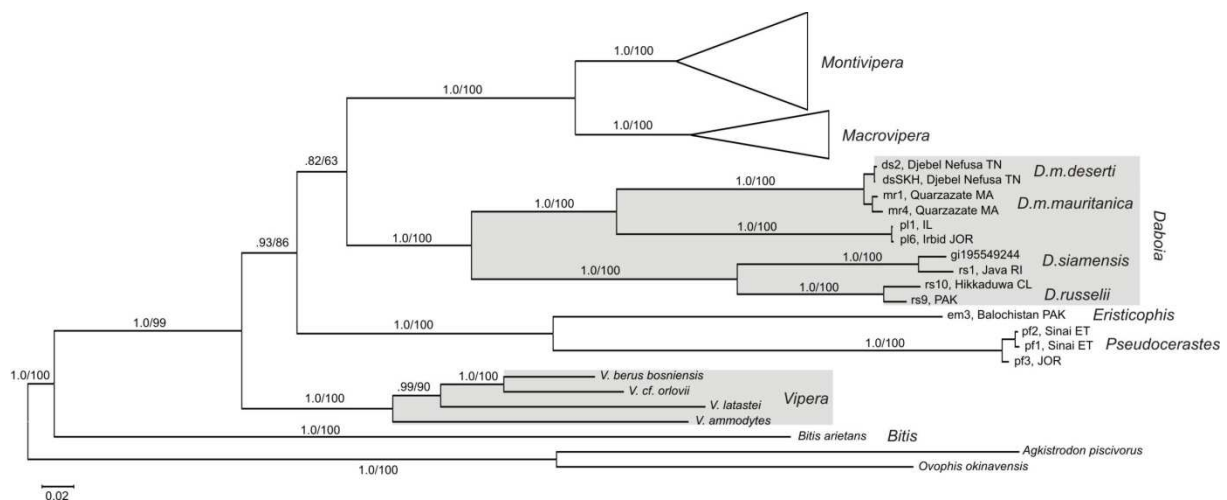 1.0/100
Montivipera
1.0/100
1.0/100
Macrovipera
.82/63
ds2, Djebel Nefusa TN
D.m.deserti
1.0/100
dsSKH, Djebel Nefusa TN
mr1, Quarzazate MA
D.m.mauritanica
1.0/100
mr4, Quarzazate MA
pl1, IL
1.0/100
pl6, Irbid JOR
Daboia
.93/86
1.0/100
gi195549244
1.0/100
D.siamensis
rs1, Java RI
1.0/100
rs10, Hikkaduwa CL
1.0/100
D.russelii
rs9, PAK
1.0/99
em3, Balochistan PAK
Eristicophis
1.0/100
pf2, Sinai ET
1.0/100
pf1, Sinai ET
Pseudocerastes
pf3, JOR
1.0/100
1.0/100
V. berus bosniensis
.99/90
V. cf. orlovii
1.0/100
Vipera
V. latastei
V. ammodytes
1.0/100
Bitis arietans
Bitis
Agkistrodon piscivorus
1.0/100
Ovophis okinavensis
0.02